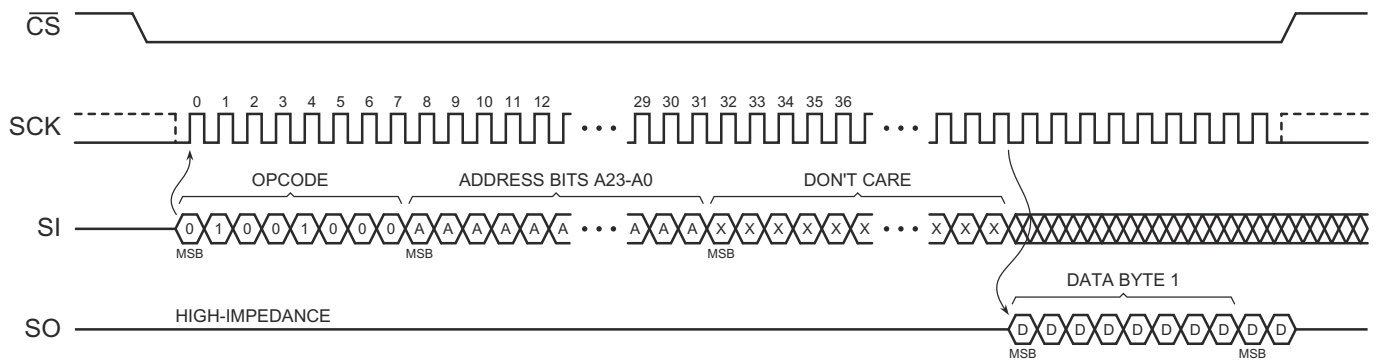 CS
0 1 2 3 4 5 6 7 8 9 10 11 12 29 30 31 32 33 34 35 36
SCK
OPCODE ADDRESS BITS A23-A0 DON'T CARE
SI 0 1 0 0 1 0 0 0 A A A A A A ••• A A A X X X X X X ••• X X X
MSB MSB MSB
DATA BYTE 1
HIGH-IMPEDANCE
SO D D D D D D D D D D
MSB MSB